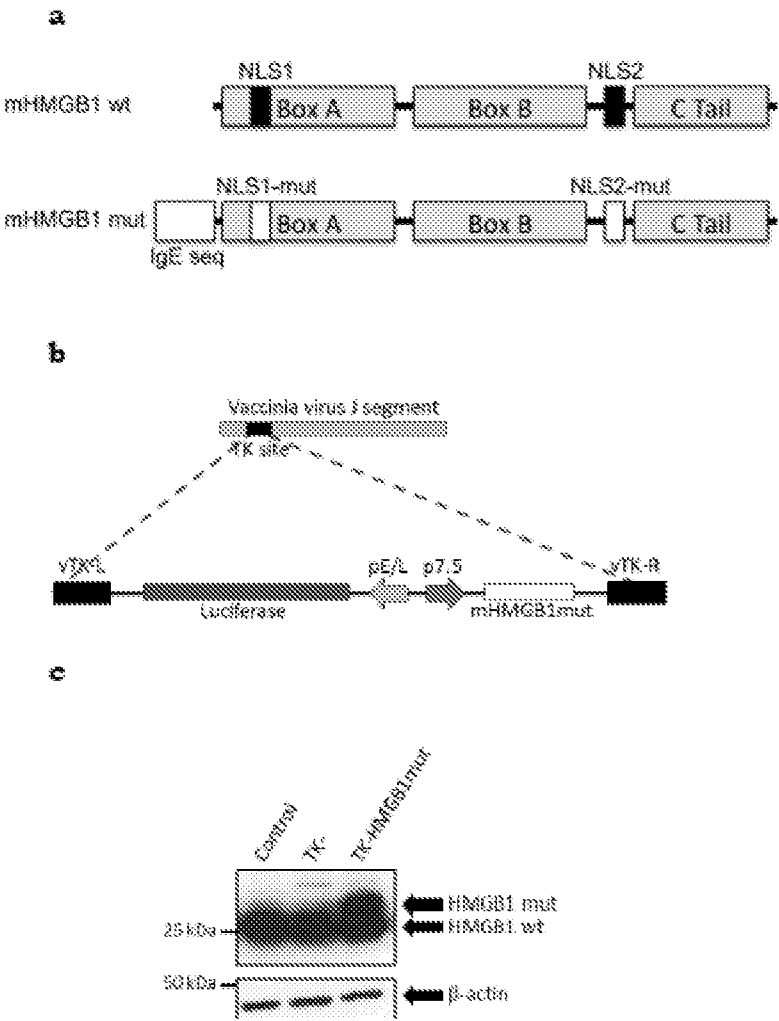 a
NLS1
NLS2
mHMGB1 wt
Box A
Box B
C Tail
NLS1-mut
NLS2-mut
mHMGB1 mut
Box A
Box B
C Tail
IgE seq
b
Vaccinia virus J segment
TK site
vTK-L
pE/L
p7.5
vTK-R
Luciferase
mHMGB1mut
c
Control
TK-
TK-HMGB1mut
HMGB1 mut
25 kDa
HMGB1 wt
50 kDa
β-actin